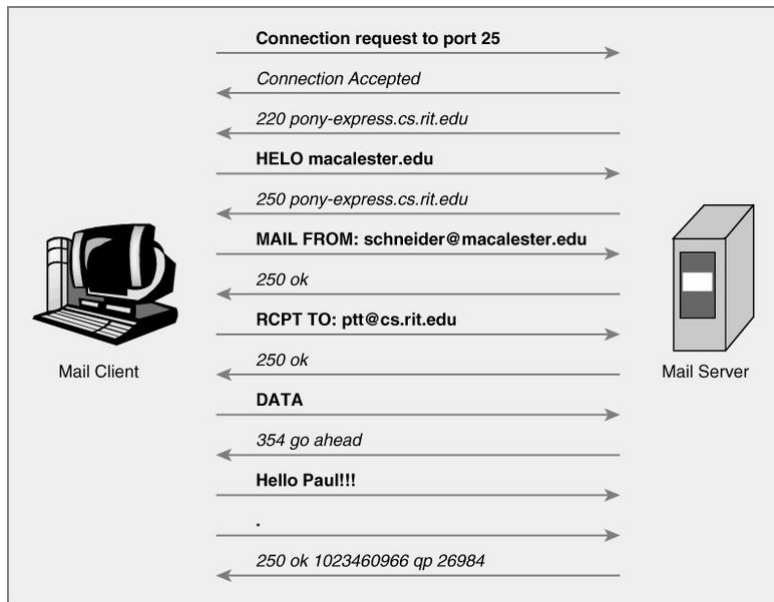 Connection request to port 25
Connection Accepted
220 pony-express.cs.rit.edu
HELO macalester.edu
250 pony-express.cs.rit.edu
MAIL FROM: schneider@macalester.edu
250 ok
RCPT TO: ptt@cs.rit.edu
250 ok
Mail Client
Mail Server
DATA
354 go ahead
Hello Paul!!!
.
250 ok 1023460966 qp 26984